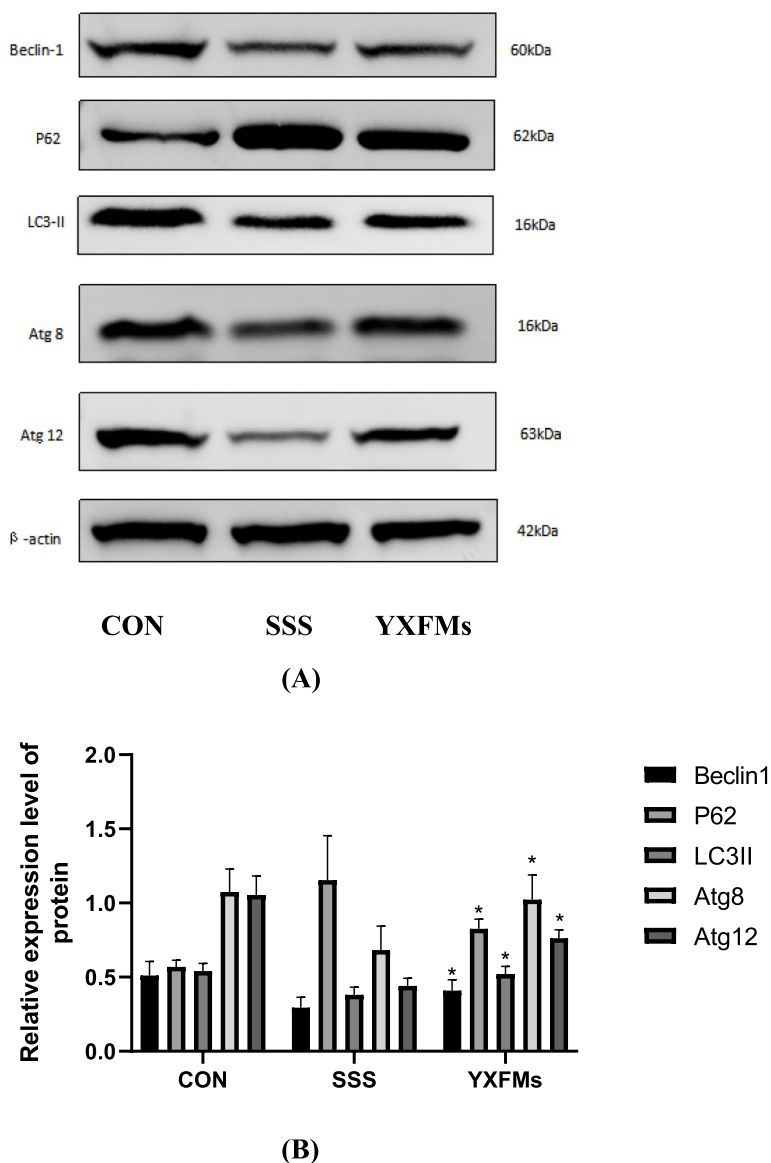 Beclin-1 60kDa
P62 62kDa
LC3-II 16kDa
Atg 8 16kDa
Atg 12 63kDa
β-actin 42kDa
CON SSS YXFMs
(A)
Relative expression level of
protein
2.0
1.5
1.0
0.5
0.0
* * * * *
CON SSS YXFMs
Beclin1
P62
LC3II
Atg8
Atg12
(B)